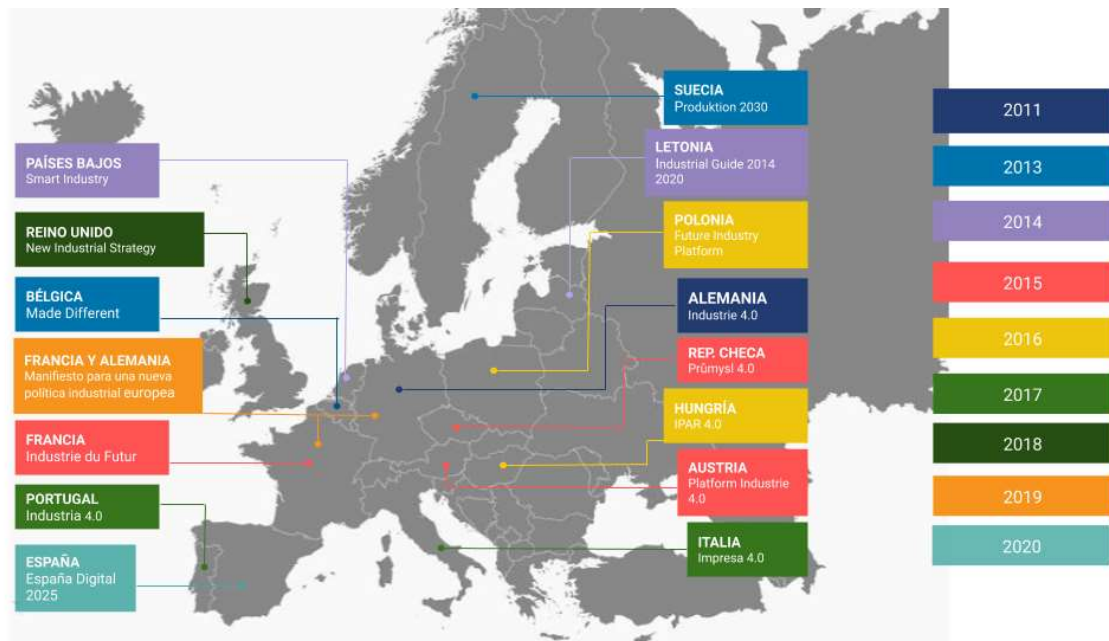 PAÍSES BAJOS
Smart Industry
REINO UNIDO
New Industrial Strategy
BÉLGICA
Made Different
FRANCIA Y ALEMANIA
Manifiesto para una nueva
política industrial europea
FRANCIA
Industrie du Futur
PORTUGAL
Industria 4.0
ESPAÑA
España Digital
2025
SUECIA
Produktion 2030
LETONIA
Industrial Guide 2014
2020
POLONIA
Future Industry
Platform
ALEMANIA
Industrie 4.0
REP. CHECA
Průmysl 4.0
HUNGRÍA
IPAR 4.0
AUSTRIA
Platform Industrie
4.0
ITALIA
Impresa 4.0
2011
2013
2014
2015
2016
2017
2018
2019
2020